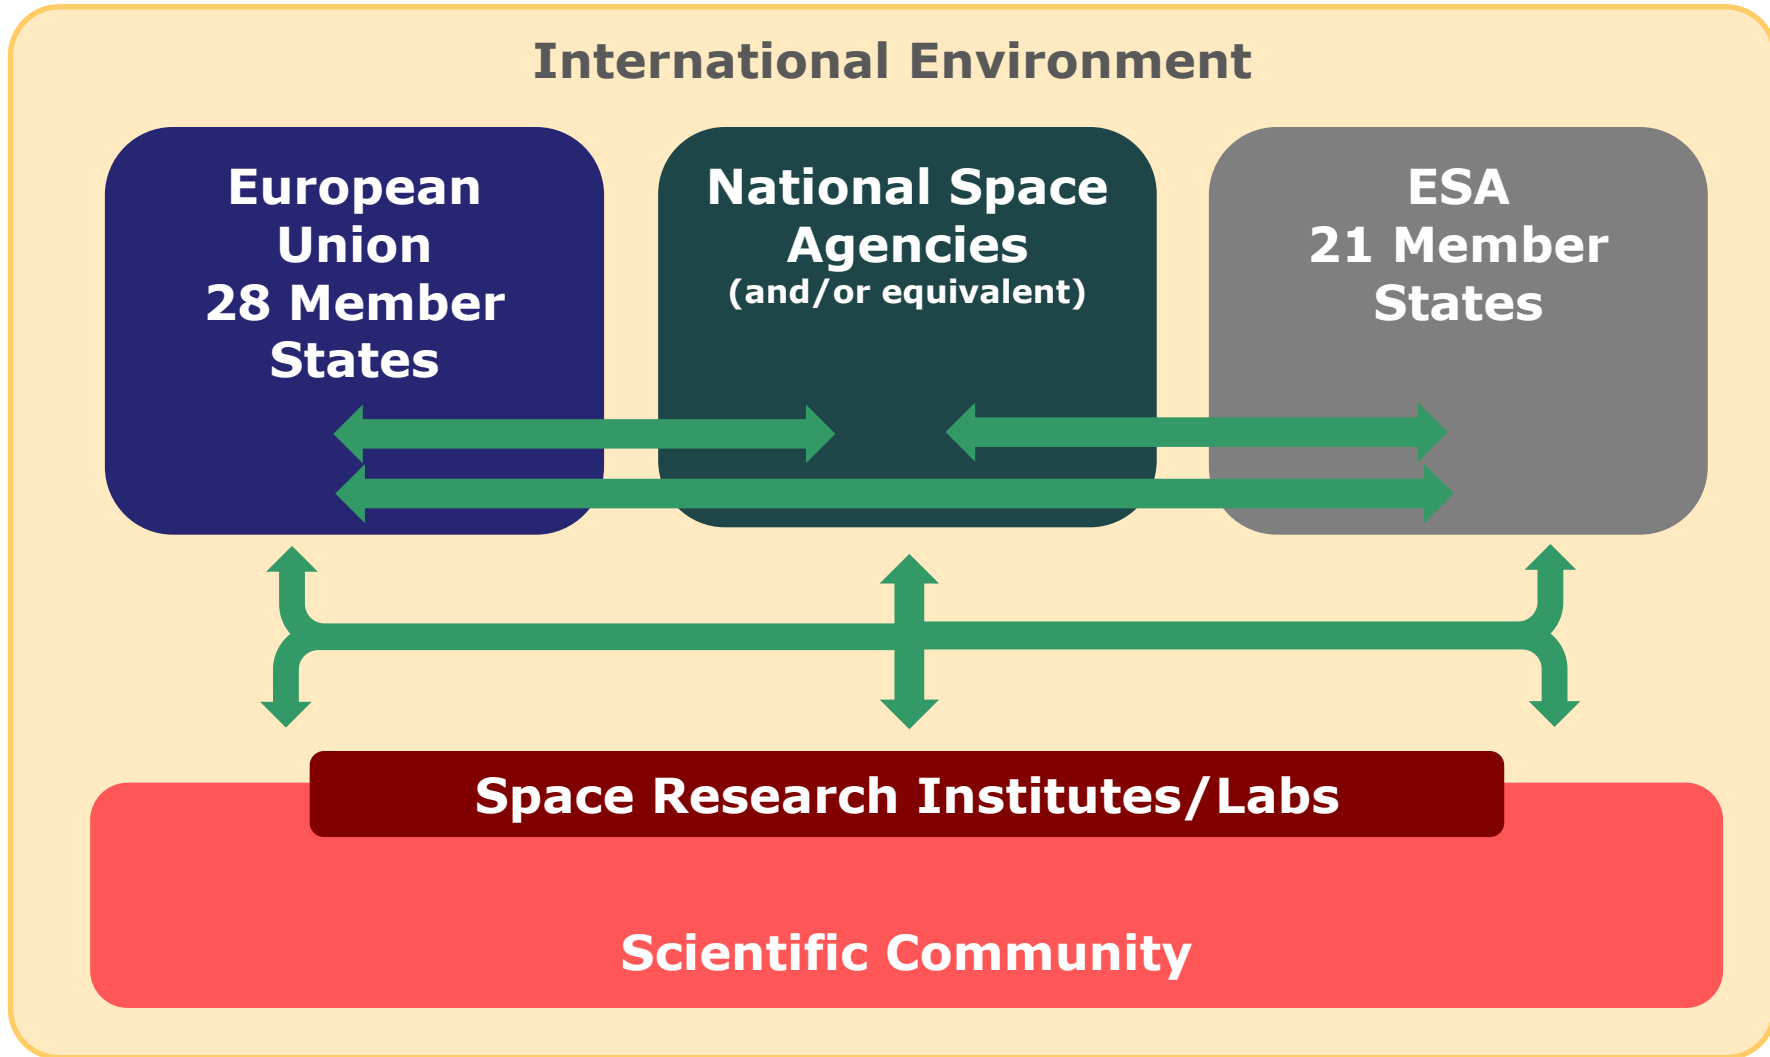 International Environment
European
Union
28 Member
States
National Space
Agencies
(and/or equivalent)
ESA
21 Member
States
Space Research Institutes/Labs
Scientific Community